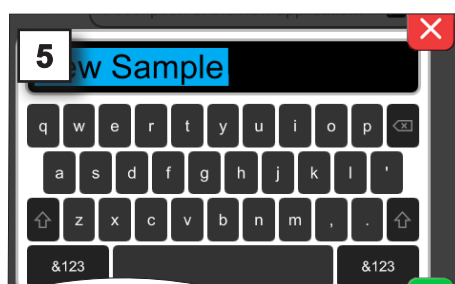 5
ew Sample
q w e r t y u i o p
a s d f g h j k l '
z x c v b n m , .
&123 &123